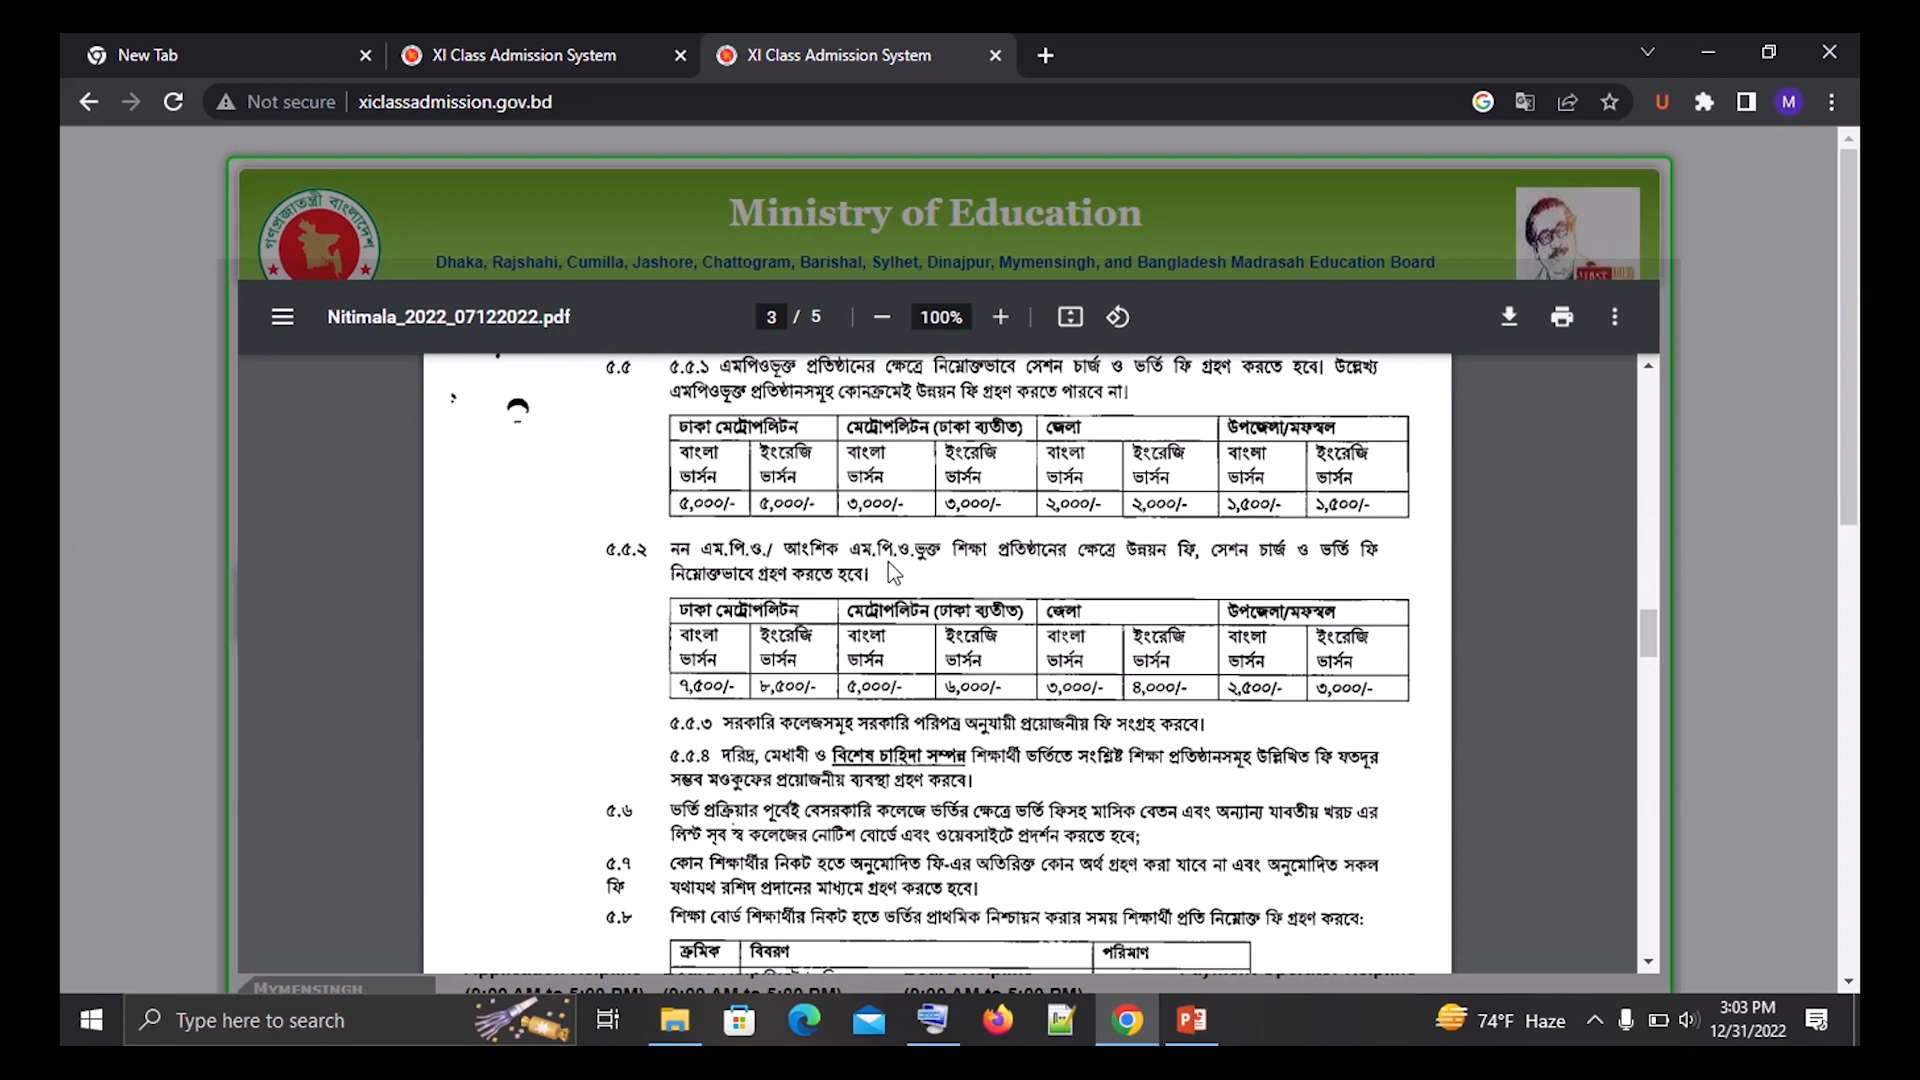 New Tab
XI Class Admission System
XI Class Admission System
Not secure
xiclassadmission.gov.bd
U
M
গণপ্রজাতন্ত্রী বাংলাদেশ
Ministry of Education
Dhaka, Rajshahi, Cumilla, Jashore, Chattogram, Barishal, Sylhet, Dinajpur, Mymensingh, and Bangladesh Madrasah Education Board
Nitimala_2022_07122022.pdf
3 / 5
100%
৫.৫ ৫.৫.১ এমপিওভূক্ত প্রতিষ্ঠানের ক্ষেত্রে নিম্নোক্তভাবে সেশন চার্জ ও ভর্তি ফি গ্রহণ করতে হবে। উল্লেখ্য
এমপিওভূক্ত প্রতিষ্ঠানসমূহ কোনক্রমেই উন্নয়ন ফি গ্রহণ করতে পারবে না।
ঢাকা মেট্রোপলিটন মেট্রোপলিটন (ঢাকা ব্যতীত) জেলা উপজেলা/মফস্বল
বাংলা ইংরেজি বাংলা ইংরেজি বাংলা ইংরেজি বাংলা ইংরেজি
ভার্সন ভার্সন ভার্সন ভার্সন ভার্সন ভার্সন ভার্সন ভার্সন
৫,০০০/- ৫,০০০/- ৩,০০০/- ৩,০০০/- ২,০০০/- ২,০০০/- ১,৫০০/- ১,৫০০/-
৫.৫.২ নন এম.পি.ও./ আংশিক এম.পি.ও.ভুক্ত শিক্ষা প্রতিষ্ঠানের ক্ষেত্রে উন্নয়ন ফি, সেশন চার্জ ও ভর্তি ফি
নিম্নোক্তভাবে গ্রহণ করতে হবে।
ঢাকা মেট্রোপলিটন মেট্রোপলিটন (ঢাকা ব্যতীত) জেলা উপজেলা/মফস্বল
বাংলা ইংরেজি বাংলা ইংরেজি বাংলা ইংরেজি বাংলা ইংরেজি
ভার্সন ভার্সন ভার্সন ভার্সন ভার্সন ভার্সন ভার্সন ভার্সন
৭,৫০০/- ৮,৫০০/- ৫,০০০/- ৬,০০০/- ৩,০০০/- ৪,০০০/- ২,৫০০/- ৩,০০০/-
৫.৫.৩ সরকারি কলেজসমূহ সরকারি পরিপত্র অনুযায়ী প্রয়োজনীয় ফি সংগ্রহ করবে।
৫.৫.৪ দরিদ্র, মেধাবী ও বিশেষ চাহিদা সম্পন্ন শিক্ষার্থী ভর্তিতে সংশ্লিষ্ট শিক্ষা প্রতিষ্ঠানসমূহ উল্লিখিত ফি যতদূর
সম্ভব মওকুফের প্রয়োজনীয় ব্যবস্থা গ্রহণ করবে।
৫.৬ ভর্তি প্রক্রিয়ার পূর্বেই বেসরকারি কলেজে ভর্তির ক্ষেত্রে ভর্তি ফিসহ মাসিক বেতন এবং অন্যান্য যাবতীয় খরচ এর
লিস্ট স্ব স্ব কলেজের নোটিশ বোর্ডে এবং ওয়েবসাইটে প্রদর্শন করতে হবে;
৫.৭ কোন শিক্ষার্থীর নিকট হতে অনুমোদিত ফি-এর অতিরিক্ত কোন অর্থ গ্রহণ করা যাবে না এবং অনুমোদিত সকল
ফি যথাযথ রশিদ প্রদানের মাধ্যমে গ্রহণ করতে হবে।
৫.৮ শিক্ষা বোর্ড শিক্ষার্থীর নিকট হতে ভর্তির প্রাথমিক নিশ্চায়ন করার সময় শিক্ষার্থী প্রতি নিম্নোক্ত ফি গ্রহণ করবে:
ক্রমিক বিবরণ পরিমাণ
MYMENSINGH
Type here to search
74°F Haze
3:03 PM
12/31/2022